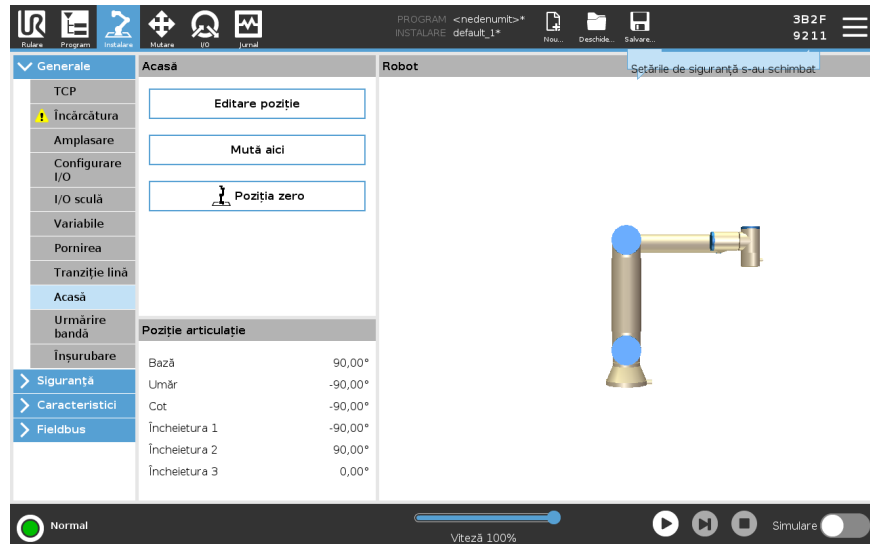 UR
Rulare
Program
Instalare
Mutare
I/O
Jurnal
PROGRAM <nedenumit>*
INSTALARE default_1*
Nou...
Deschide...
Salvare...
3B2F
9211
Setările de siguranță s-au schimbat
Generale
TCP
Încărcătura
Amplasare
Configurare
I/O
I/O sculă
Variabile
Pornirea
Tranziție lină
Acasă
Urmărire
bandă
Înșurubare
Siguranță
Caracteristici
Fieldbus
Acasă
Editare poziție
Mută aici
Poziția zero
Poziție articulație
Bază 90,00°
Umăr -90,00°
Cot -90,00°
Încheietura 1 -90,00°
Încheietura 2 90,00°
Încheietura 3 0,00°
Robot
Normal
Viteză 100%
Simulare